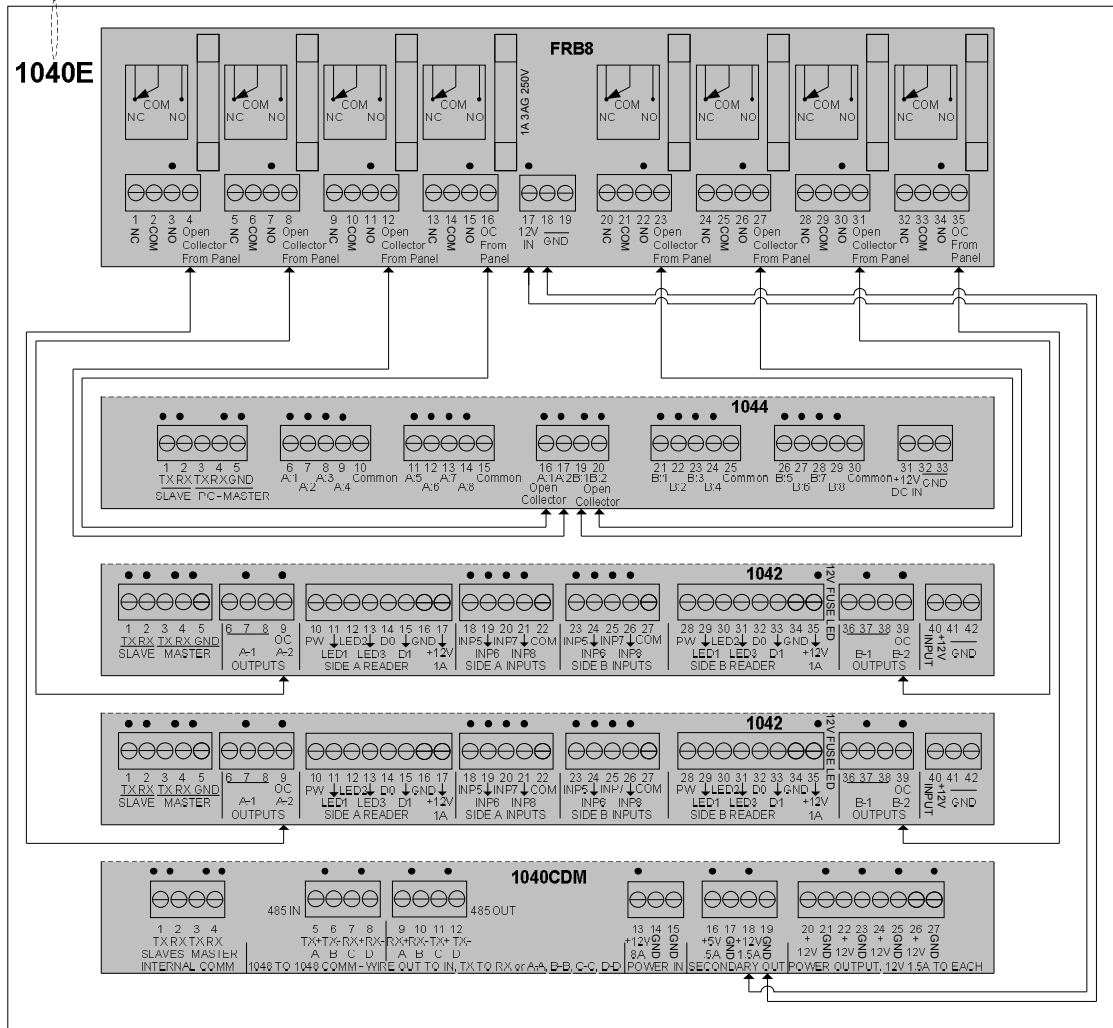 1040E
FRB8
COM
NC NO
COM
NC NO
COM
NC NO
COM
NC NO
1A 3AG 250V
COM
NC NO
COM
NC NO
COM
NC NO
COM
NC NO
1 2 3 4 5 6 7 8 9 10 11 12 13 14 15 16 17 18 19 20 21 22 23 24 25 26 27 28 29 30 31 32 33 34 35
NC COM NO Open Collector From Panel
NC COM NO Open Collector From Panel
NC COM NO Open Collector From Panel
NC COM NO OC From Panel
12V IN GND
NC COM NO Open Collector From Panel
NC COM NO Open Collector From Panel
NC COM NO Open Collector From Panel
NC COM NO OC From Panel
1044
1 2 3 4 5 6 7 8 9 10 11 12 13 14 15 16 17 19 20 21 22 23 24 25 26 27 28 29 30 31 32 33
TX RX TX RX GND
SLAVE PC-MASTER
A:1 A:2 A:3 A:4 Common
A:5 A:6 A:7 A:8 Common
A:1 A:2 B:1 B:2
Open Collector Open Collector
B:1 B:2 B:3 B:4 Common
B:5 B:6 B:7 B:8 Common
+12V GND
DC IN
1042
12V FUSE LED
1 2 3 4 5 6 7 8 9 10 11 12 13 14 15 16 17 18 19 20 21 22 23 24 25 26 27 28 29 30 31 32 33 34 35 36 37 38 39 40 41 42
TX RX TX RX GND
SLAVE MASTER
A-1 OC A-2
OUTPUTS
PW LED1 LED2 LED3 D0 D1 GND +12V 1A
SIDE A READER
INP5 INP6 INP7 INP8 COM
SIDE A INPUTS
INP5 INP6 INP7 INP8 COM
SIDE B INPUTS
PW LED1 LED2 LED3 D0 D1 GND +12V 1A
SIDE B READER
B-1 OC B-2
OUTPUTS
+12V INPUT GND
1042
12V FUSE LED
1 2 3 4 5 6 7 8 9 10 11 12 13 14 15 16 17 18 19 20 21 22 23 24 25 26 27 28 29 30 31 32 33 34 35 36 37 38 39 40 41 42
TX RX TX RX GND
SLAVE MASTER
A-1 OC A-2
OUTPUTS
PW LED1 LED2 LED3 D0 D1 GND +12V 1A
SIDE A READER
INP5 INP6 INP7 INP8 COM
SIDE A INPUTS
INP5 INP6 INP7 INP8 COM
SIDE B INPUTS
PW LED1 LED2 LED3 D0 D1 GND +12V 1A
SIDE B READER
B-1 OC B-2
OUTPUTS
+12V INPUT GND
1040CDM
485 IN 485 OUT
1 2 3 4 5 6 7 8 9 10 11 12 13 14 15 16 17 18 19 20 21 22 23 24 25 26 27
TX RX TX RX
SLAVES MASTER
INTERNAL COMM
TX+ TX- RX+ RX- RX+ RX- TX+ TX-
A B C D A B C D
1048 TO 1048 COMM - WIRE OUT TO IN, TX TO RX or A-A, B-B, C-C, D-D
+12V 8A GND GND
POWER IN
+5V .5A GND +12V 1.5A GND
SECONDARY OUT
+ 12V GND + 12V GND + 12V GND + 12V GND
POWER OUTPUT, 12V 1.5A TO EACH